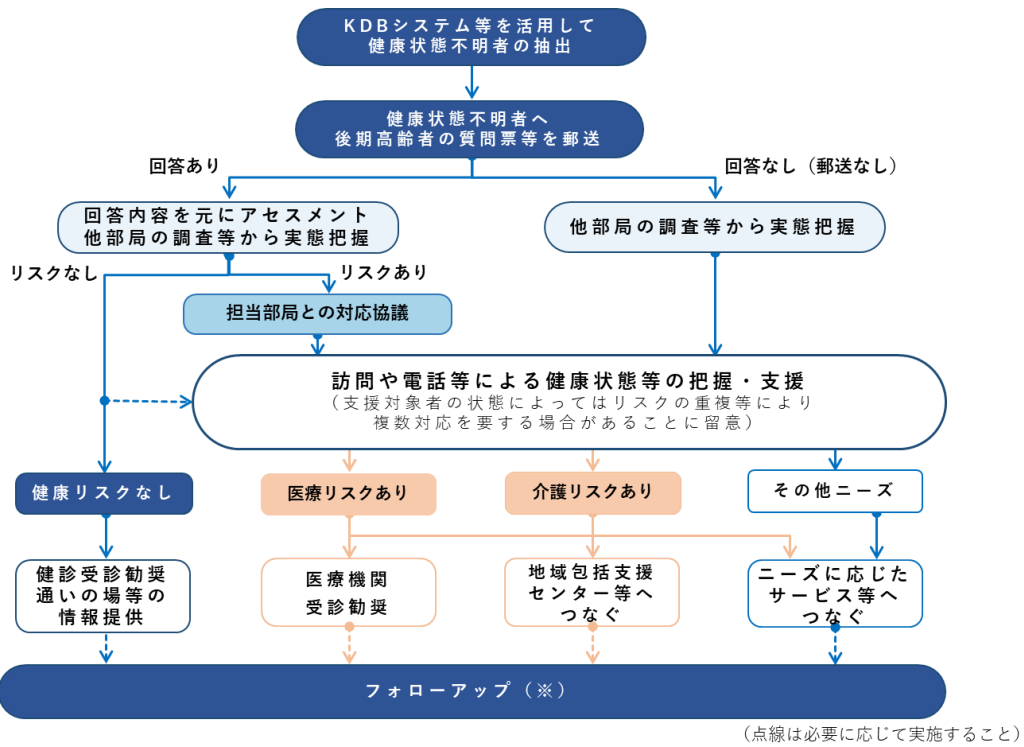 KDBシステム等を活用して
健康状態不明者の抽出
健康状態不明者へ
後期高齢者の質問票等を郵送
回答あり
回答なし（郵送なし）
回答内容を元にアセスメント
他部局の調査等から実態把握
他部局の調査等から実態把握
リスクなし
リスクあり
担当部局との対応協議
訪問や電話等による健康状態等の把握・支援
（支援対象者の状態によってはリスクの重複等により
複数対応を要する場合があることに留意）
健康リスクなし
医療リスクあり
介護リスクあり
その他ニーズ
健診受診勧奨
通いの場等の
情報提供
医療機関
受診勧奨
地域包括支援
センター等へ
つなぐ
ニーズに応じた
サービス等へ
つなぐ
フォローアップ（※）
（点線は必要に応じて実施すること）